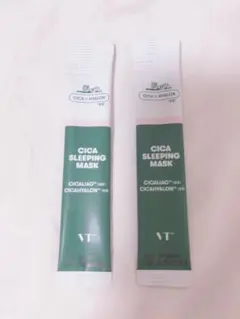 CICA
SLEEPING
MASK
CICALIAO™
CICAHYALON™
VT
CICA
SLEEPING
MASK
CICALIAO™
CICAHYALON™
VT